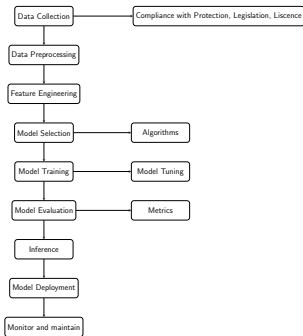 Data Collection
Compliance with Protection, Legislation, Liscence
Data Preprocessing
Feature Engineering
Model Selection
Algorithms
Model Training
Model Tuning
Model Evaluation
Metrics
Inference
Model Deployment
Monitor and maintain